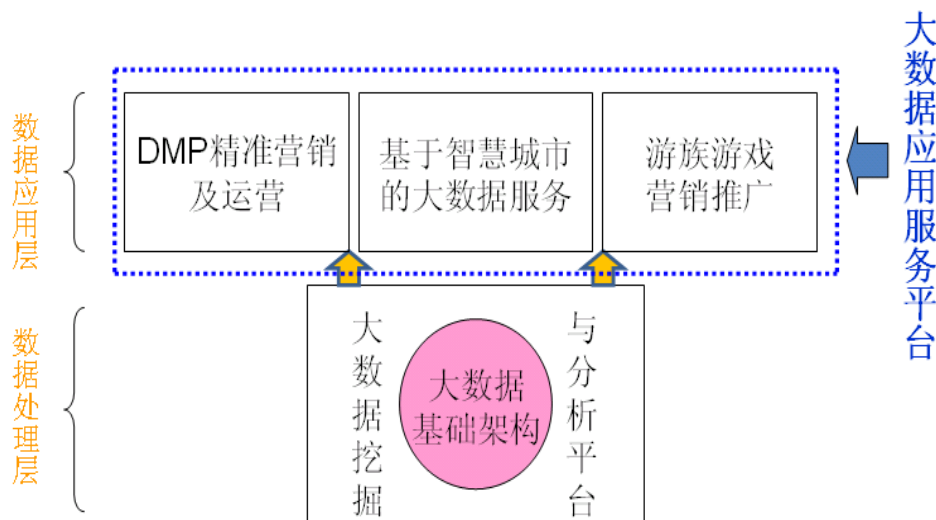 大数据应用服务平台
数据应用层
DMP精准营销
及运营
基于智慧城市
的大数据服务
游族游戏
营销推广
数据处理层
大数据挖掘
大数据
基础架构
与分析平台